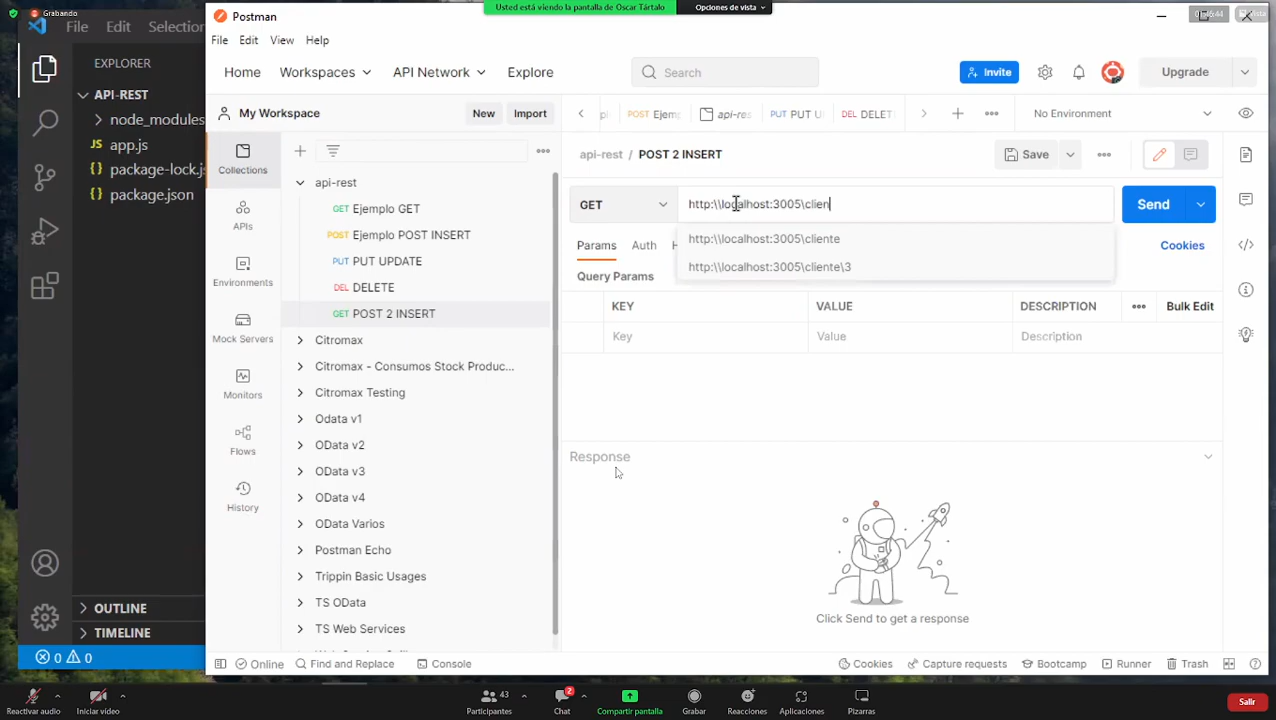 Grabando
Usted está viendo la pantalla de Oscar Tártalo
Opciones de vista
File Edit Selection
Postman
Vista
File Edit View Help
Home Workspaces API Network Explore
Search
Invite
Upgrade
EXPLORER
API-REST
node_modules
app.js
package-lock.j
package.json
OUTLINE
TIMELINE
0 0
My Workspace
New Import
Collections
APIs
Environments
Mock Servers
Monitors
Flows
History
api-rest
GET Ejemplo GET
POST Ejemplo POST INSERT
PUT PUT UPDATE
DEL DELETE
GET POST 2 INSERT
Citromax
Citromax - Consumos Stock Produc...
Citromax Testing
Odata v1
OData v2
OData v3
OData v4
OData Varios
Postman Echo
Trippin Basic Usages
TS OData
TS Web Services
POST Ejemp api-res PUT PUT U DEL DELET
No Environment
api-rest / POST 2 INSERT
Save
GET http:\\localhost:3005\clien
Send
http:\\localhost:3005\cliente
http:\\localhost:3005\cliente\3
Params Auth H
Cookies
Query Params
KEY VALUE DESCRIPTION Bulk Edit
Key Value Description
Response
Click Send to get a response
Online Find and Replace Console
Cookies Capture requests Bootcamp Runner Trash
Reactivar audio
Iniciar video
43
Participantes
2
Chat
Compartir pantalla
Grabar
Reacciones
Aplicaciones
Pizarras
Salir